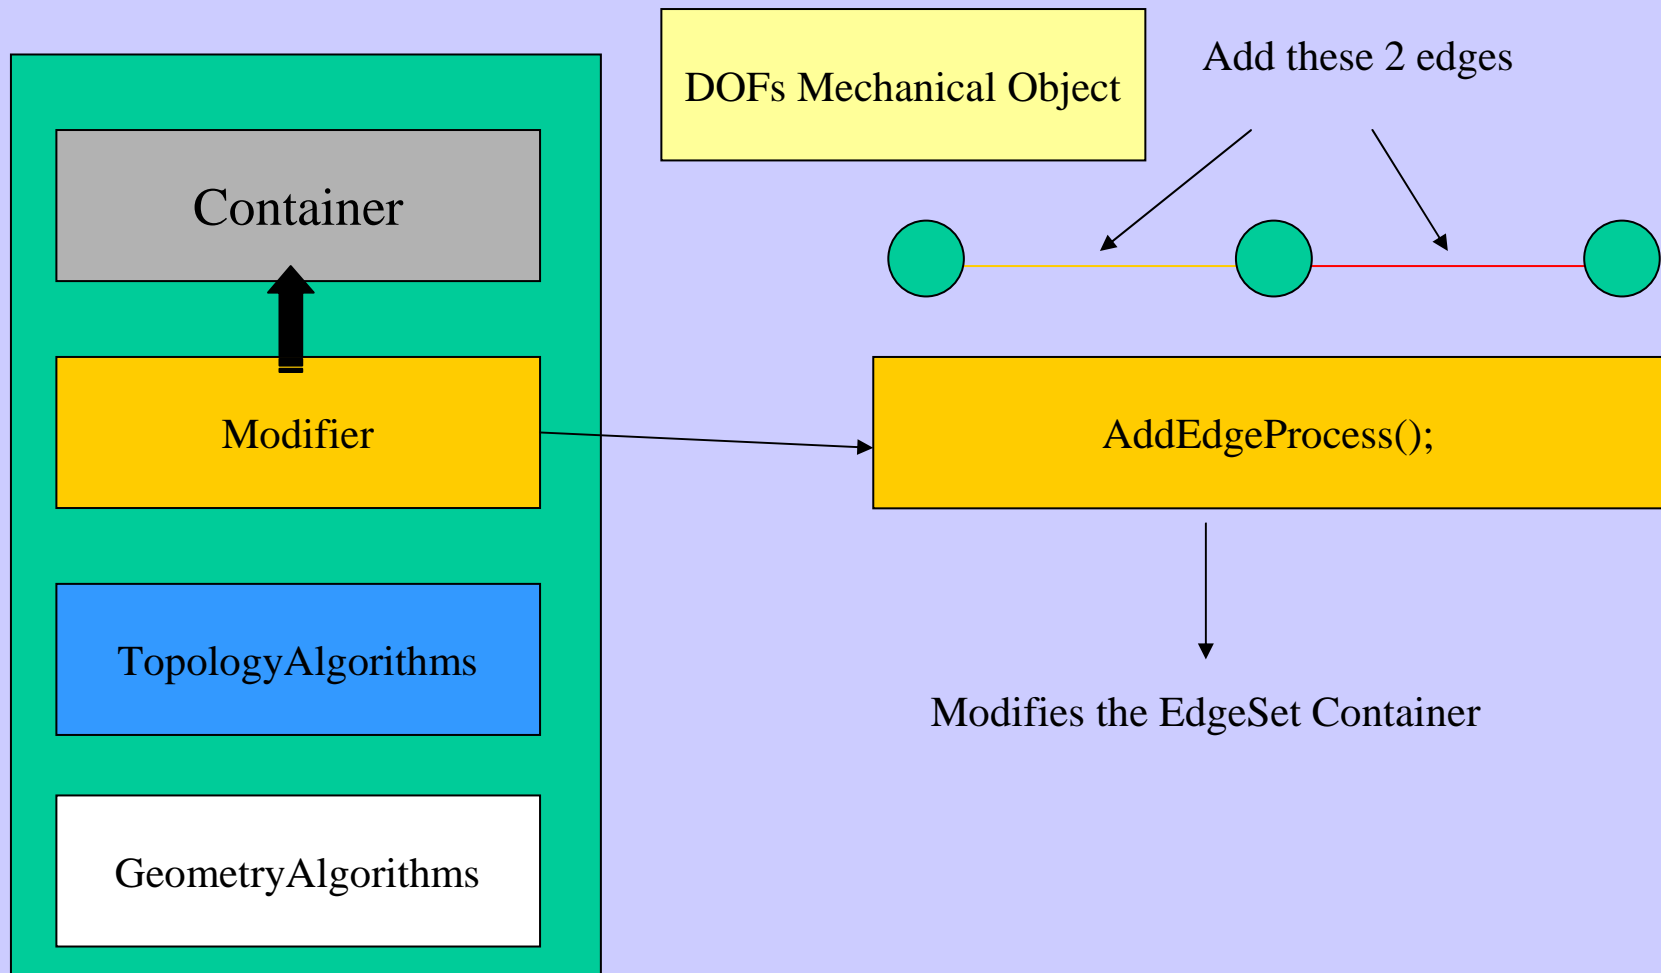 DOFs Mechanical Object
Add these 2 edges
Container
Modifier
AddEdgeProcess();
TopologyAlgorithms
Modifies the EdgeSet Container
GeometryAlgorithms